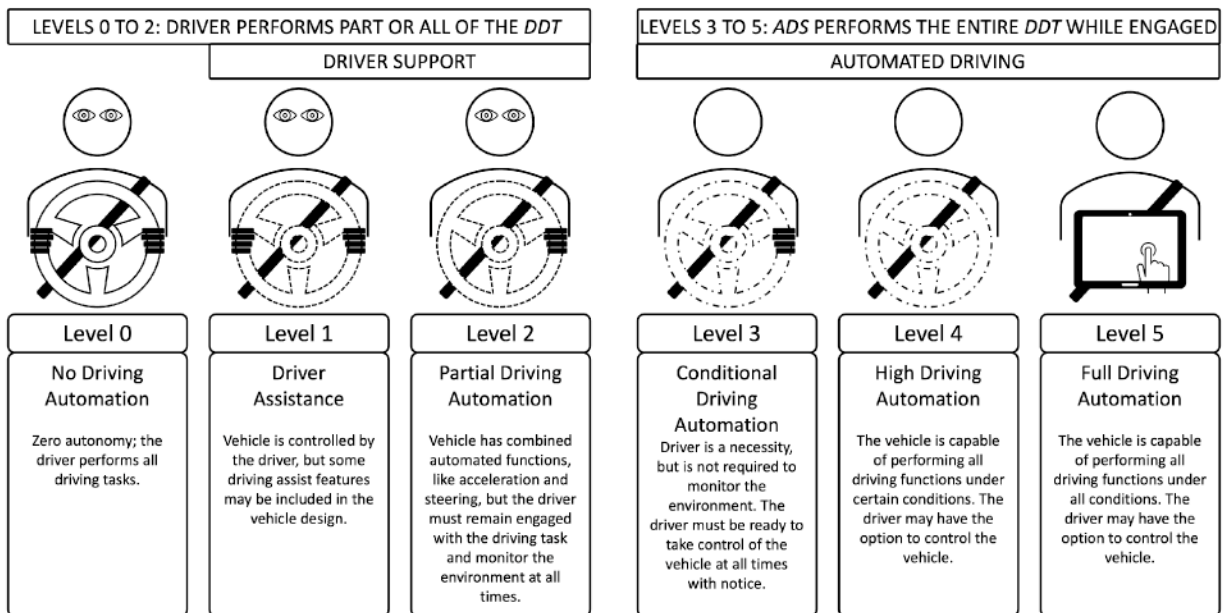 LEVELS 0 TO 2: DRIVER PERFORMS PART OR ALL OF THE DDT
DRIVER SUPPORT
LEVELS 3 TO 5: ADS PERFORMS THE ENTIRE DDT WHILE ENGAGED
AUTOMATED DRIVING
Level 0
No Driving
Automation
Zero autonomy; the
driver performs all
driving tasks.
Level 1
Driver
Assistance
Vehicle is controlled by
the driver, but some
driving assist features
may be included in the
vehicle design.
Level 2
Partial Driving
Automation
Vehicle has combined
automated functions,
like acceleration and
steering, but the driver
must remain engaged
with the driving task
and monitor the
environment at all
times.
Level 3
Conditional
Driving
Automation
Driver is a necessity,
but is not required to
monitor the
environment. The
driver must be ready to
take control of the
vehicle at all times
with notice.
Level 4
High Driving
Automation
The vehicle is capable
of performing all
driving functions under
certain conditions. The
driver may have the
option to control the
vehicle.
Level 5
Full Driving
Automation
The vehicle is capable
of performing all
driving functions under
all conditions. The
driver may have the
option to control the
vehicle.